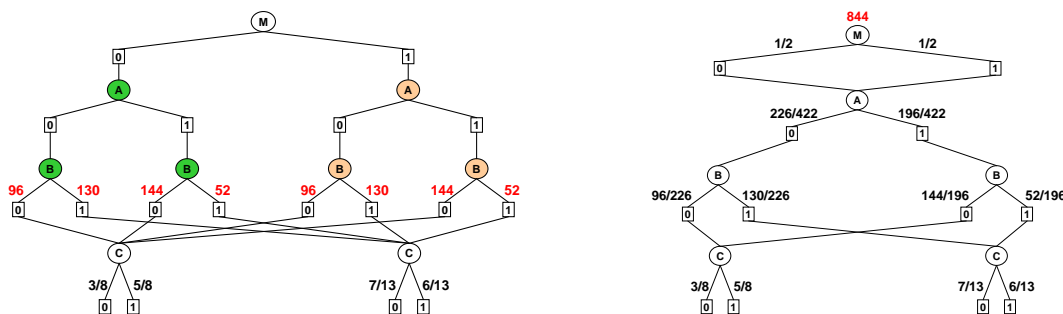 844
M M
1/2 1/2
0 1 0 1
A A A
226/422 196/422
0 1 0 1 0 1
B B B B B B
96 130 144 52 96 130 144 52 96/226 130/226 144/196 52/196
0 1 0 1 0 1 0 1 0 1 0 1
C C C C
3/8 5/8 7/13 6/13 3/8 5/8 7/13 6/13
0 1 0 1 0 1 0 1